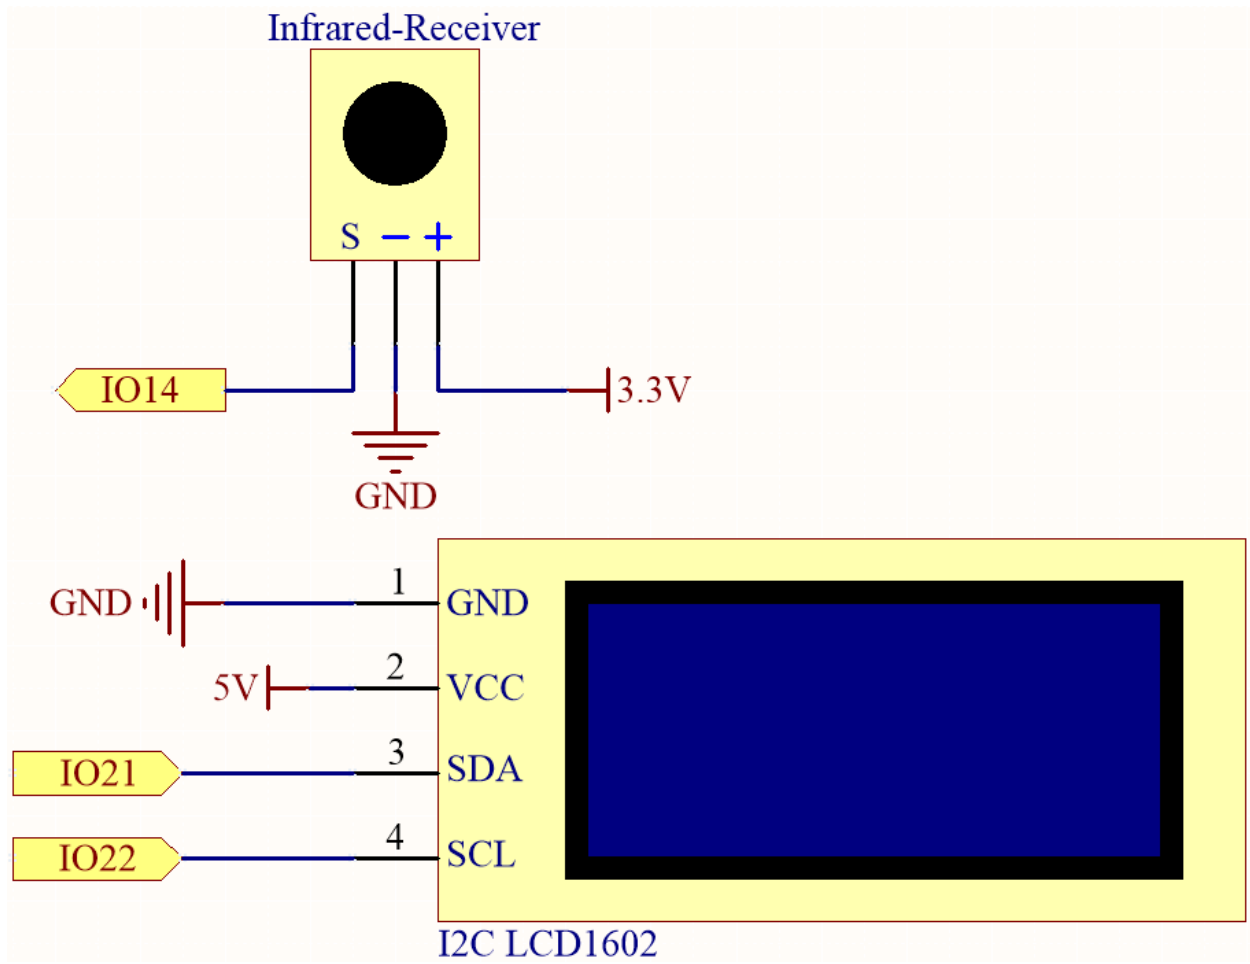 Infrared-Receiver
S − +
IO14
3.3V
GND
GND
1
GND
5V
2
VCC
IO21
3
SDA
IO22
4
SCL
I2C LCD1602